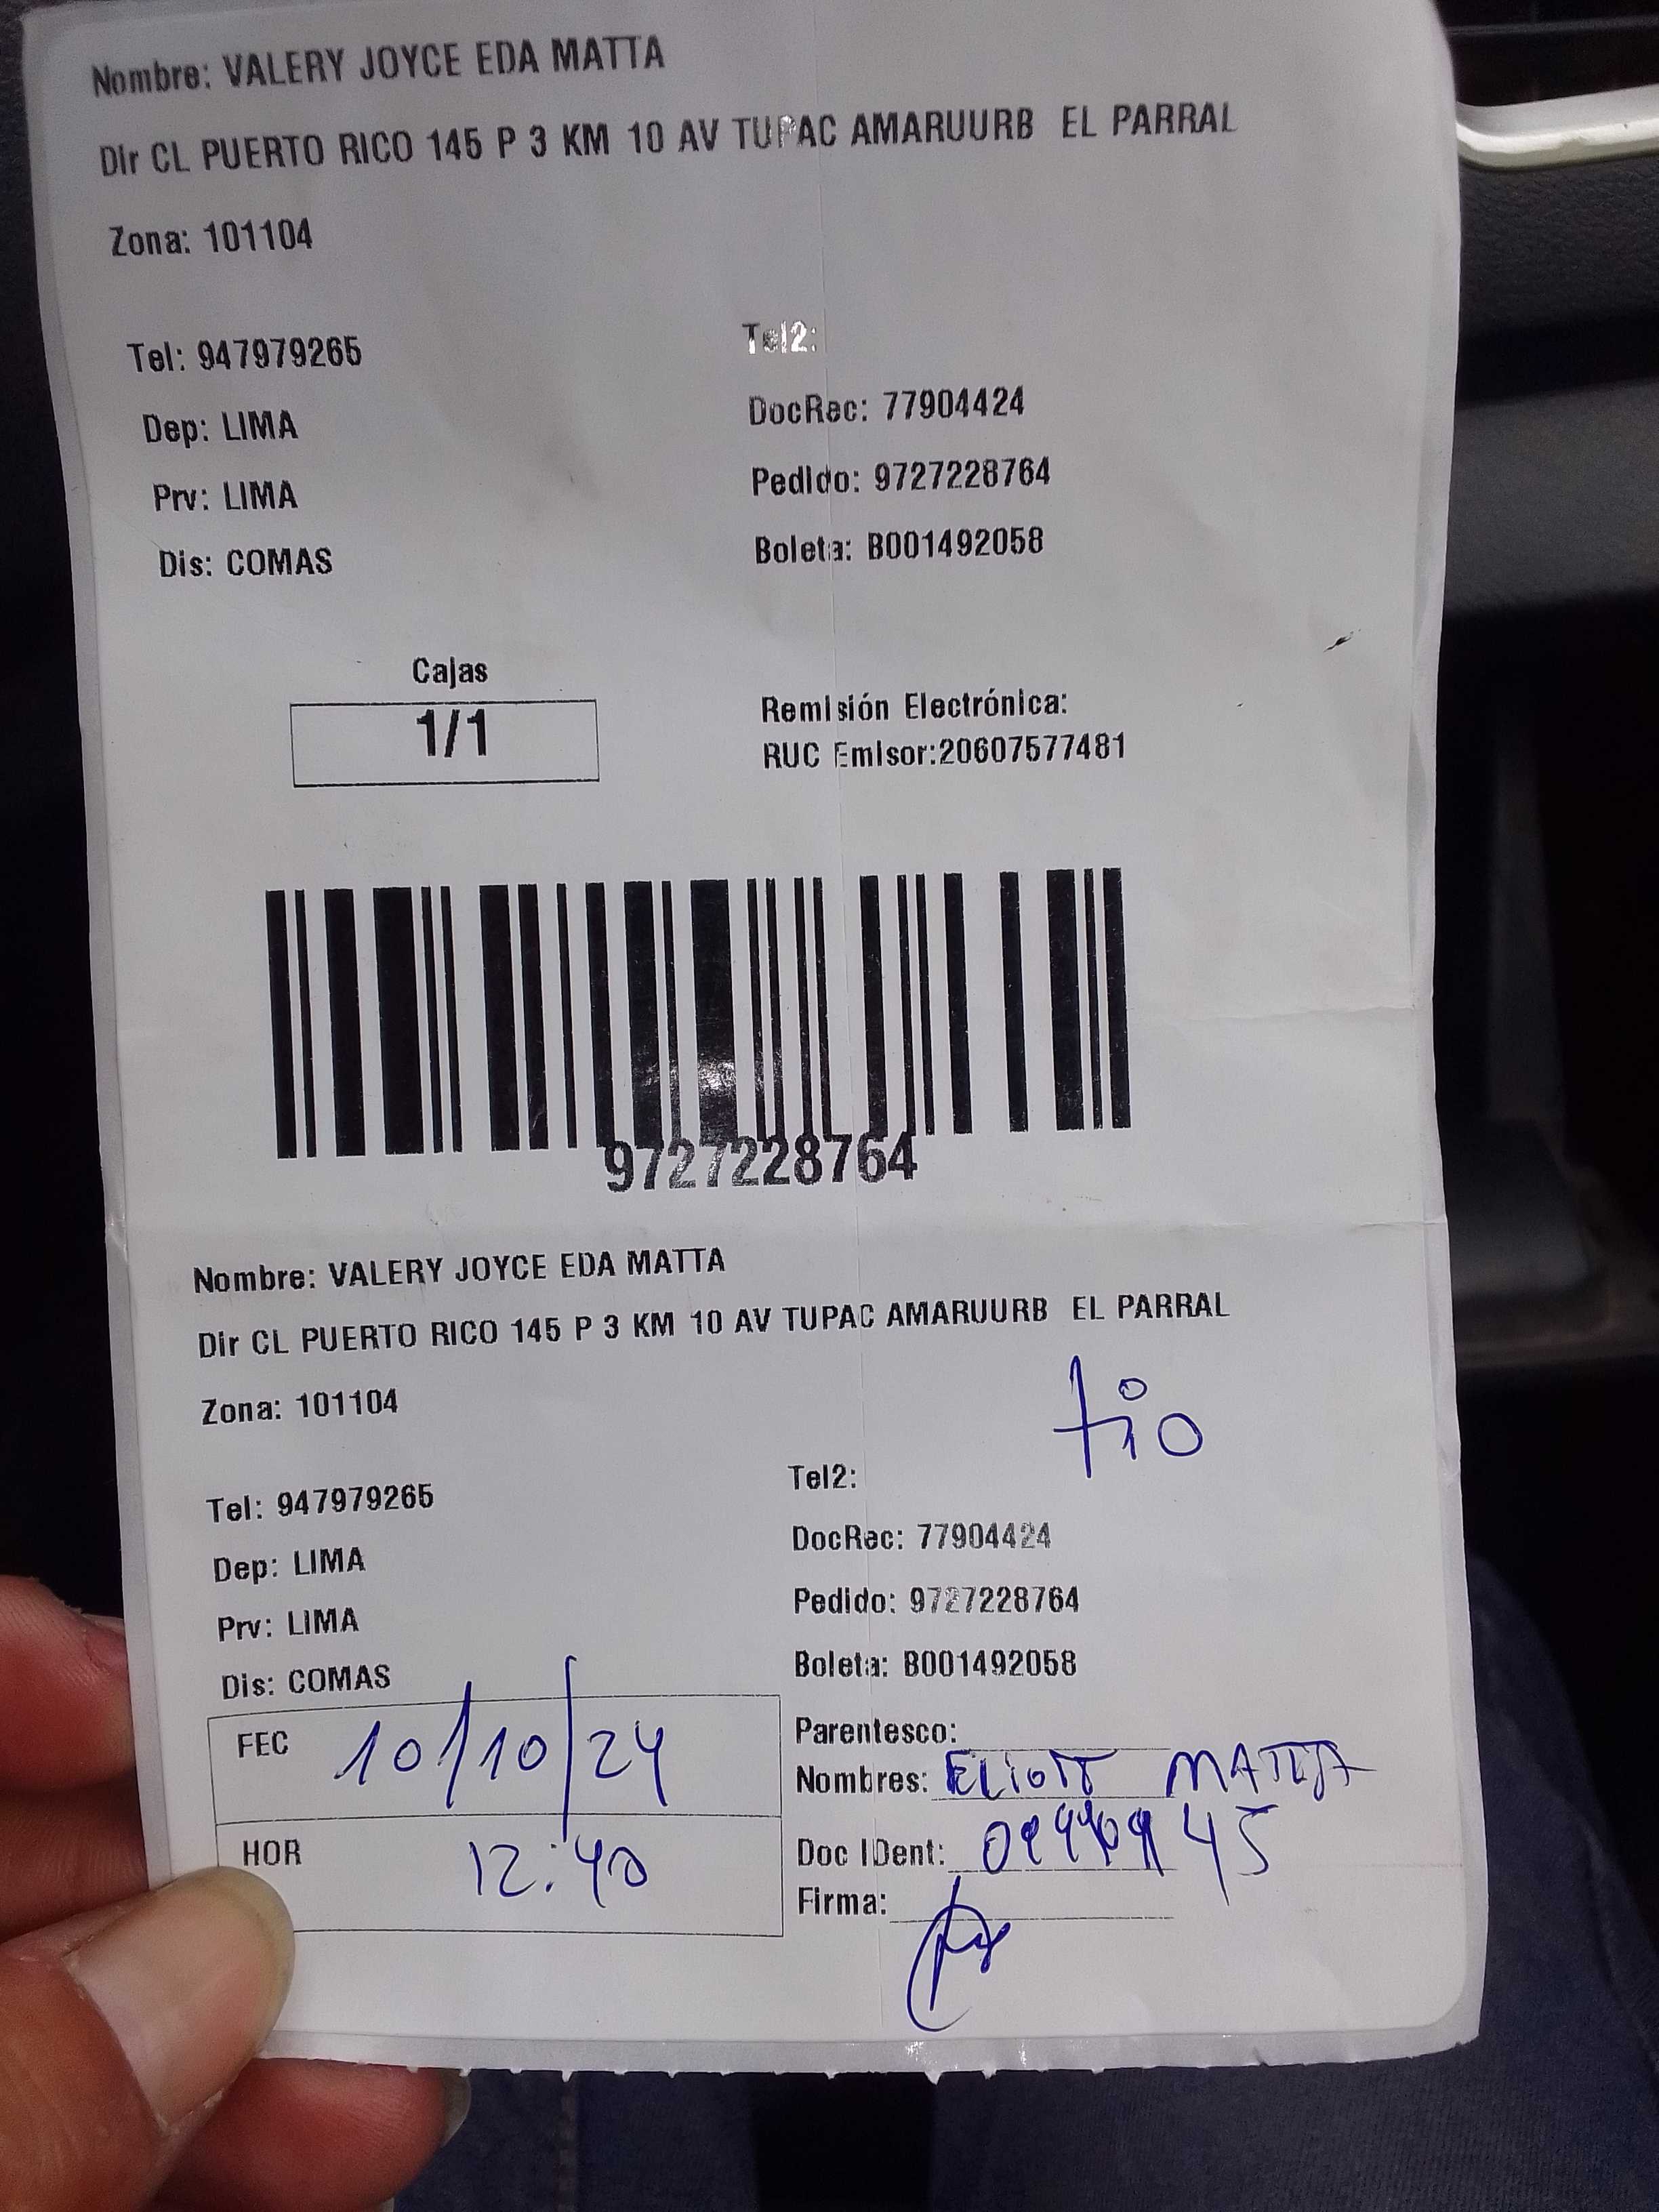 Nombre: VALERY JOYCE EDA MATTA
Dir CL PUERTO RICO 145 P 3 KM 10 AV TUPAC AMARUURB EL PARRAL
Zona: 101104
Tel: 947979265
Tel2:
Dep: LIMA
DocRec: 77904424
Prv: LIMA
Pedido: 9727228764
Dis: COMAS
Boleta: B001492058
Cajas
1/1
Remisión Electrónica:
RUC Emisor:20607577481
9727228764
Nombre: VALERY JOYCE EDA MATTA
Dir CL PUERTO RICO 145 P 3 KM 10 AV TUPAC AMARUURB EL PARRAL
Zona: 101104
tio
Tel: 947979265
Tel2:
Dep: LIMA
DocRec: 77904424
Prv: LIMA
Pedido: 9727228764
Dis: COMAS
Boleta: B001492058
FEC 10/10/24
Parentesco:
Nombres: ELIOTT MATTA
HOR 12:40
Doc IDent:
Firma: